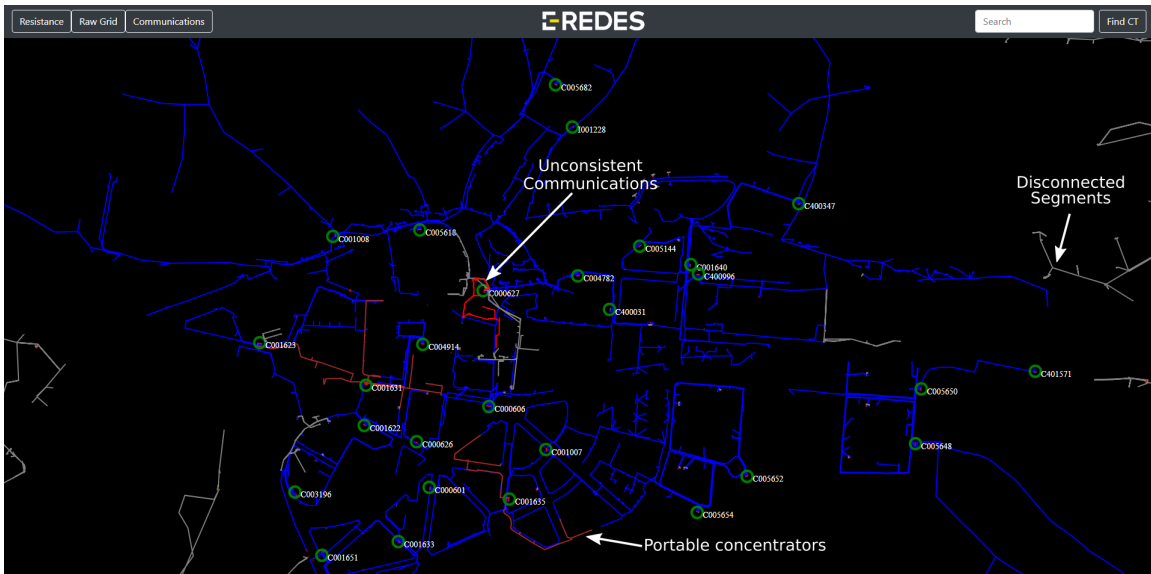 Resistance
Raw Grid
Communications
E-REDES
Search
Find CT
C005682
I001228
Unconsistent
Communications
Disconnected
Segments
C400347
C005618
C001008
C005144
C001640
C400996
C004782
C000627
C400031
C001623
C004914
C401571
C001631
C005650
C000606
C001622
C000626
C005648
C001007
C005652
C003196
C000601
C001635
C005654
C001633
Portable concentrators
C001651